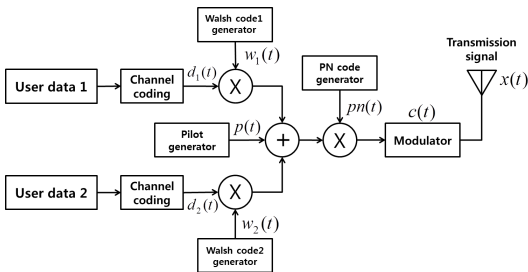 Walsh code1
generator
w₁(t)
Transmission
signal
x(t)
PN code
generator
User data 1
Channel
coding
d₁(t)
X
pn(t)
c(t)
Pilot
generator
p(t)
+
X
Modulator
User data 2
Channel
coding
d₂(t)
X
w₂(t)
Walsh code2
generator